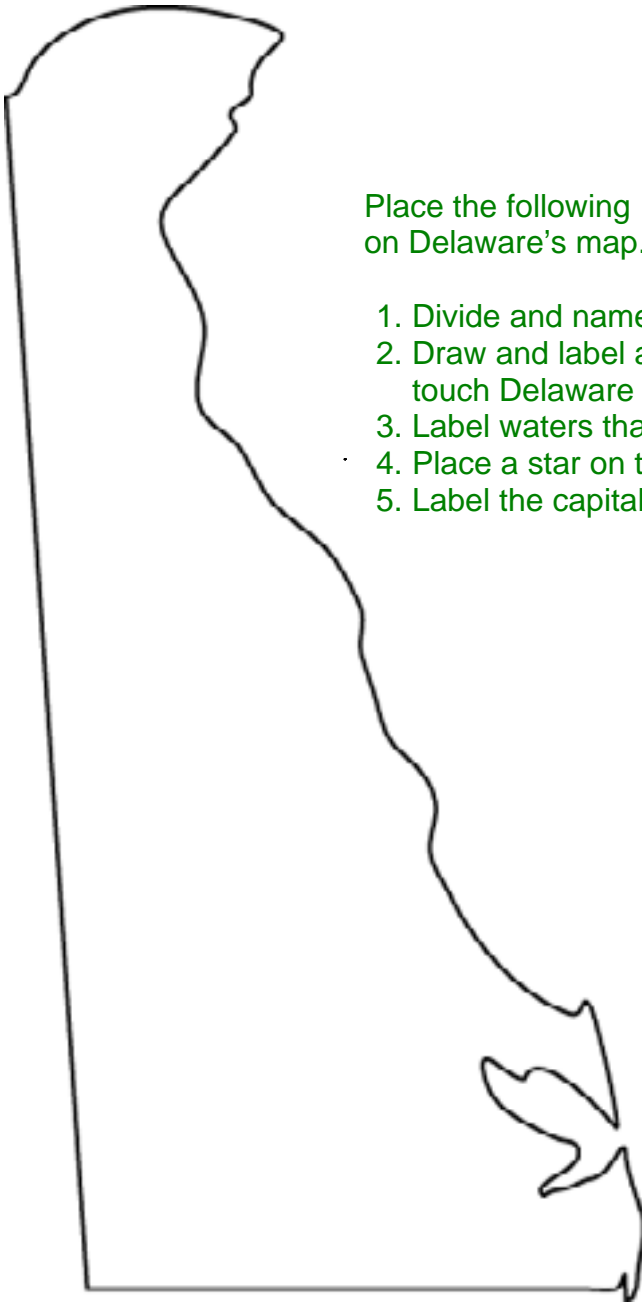 Place the following
on Delaware's map.
1. Divide and name
2. Draw and label a
touch Delaware
3. Label waters tha
4. Place a star on t
5. Label the capital